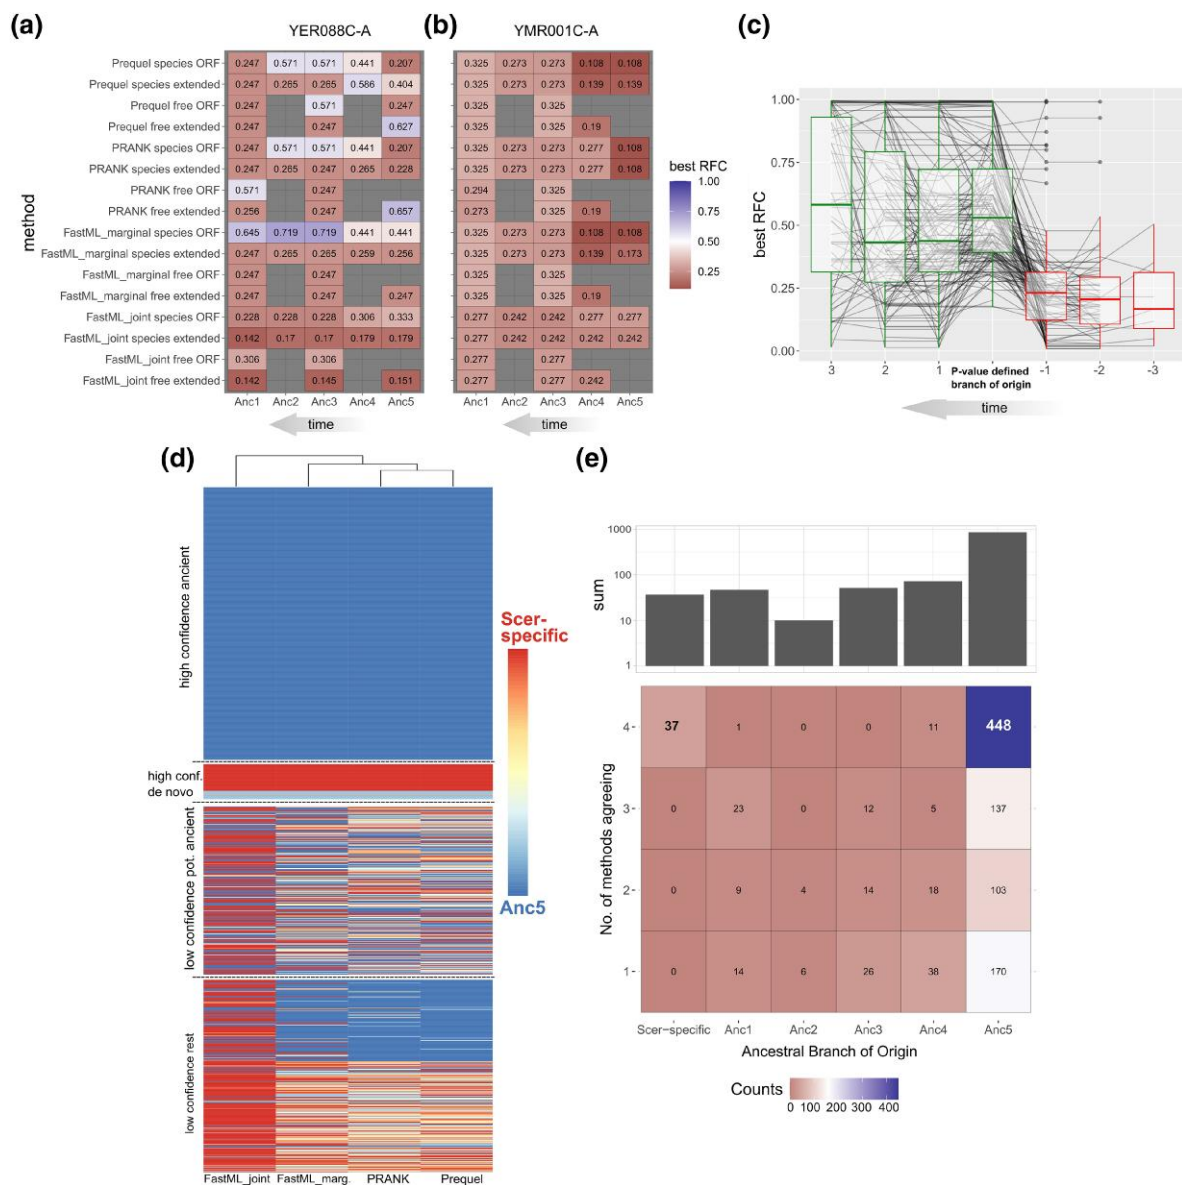 (a)
YER088C-A
(b)
YMR001C-A
(c)
method
Prequel species ORF 0.247 0.571 0.571 0.441 0.207 0.325 0.273 0.273 0.108 0.108
Prequel species extended 0.247 0.265 0.265 0.586 0.404 0.325 0.273 0.273 0.139 0.139
Prequel free ORF 0.247 0.571 0.247 0.325 0.325
Prequel free extended 0.247 0.247 0.627 0.325 0.325 0.19
PRANK species ORF 0.247 0.571 0.571 0.441 0.207 0.325 0.273 0.273 0.277 0.108
PRANK species extended 0.247 0.265 0.247 0.265 0.228 0.325 0.273 0.273 0.277 0.108
PRANK free ORF 0.571 0.247 0.294 0.325
PRANK free extended 0.256 0.247 0.657 0.273 0.325 0.19
FastML_marginal species ORF 0.645 0.719 0.719 0.441 0.441 0.325 0.273 0.273 0.108 0.108
FastML_marginal species extended 0.247 0.265 0.265 0.259 0.256 0.325 0.273 0.273 0.139 0.173
FastML_marginal free ORF 0.247 0.247 0.325 0.325
FastML_marginal free extended 0.247 0.247 0.247 0.325 0.325 0.19
FastML_joint species ORF 0.228 0.228 0.228 0.306 0.333 0.277 0.242 0.242 0.277 0.277
FastML_joint species extended 0.142 0.17 0.17 0.179 0.179 0.277 0.242 0.242 0.242 0.242
FastML_joint free ORF 0.306 0.306 0.277 0.277
FastML_joint free extended 0.142 0.145 0.151 0.277 0.277 0.242
Anc1 Anc2 Anc3 Anc4 Anc5 Anc1 Anc2 Anc3 Anc4 Anc5
time
time
best RFC
1.00
0.75
0.50
0.25
best RFC
1.00
0.75
0.50
0.25
0.00
3 2 1 P-value defined -1 -2 -3
branch of origin
time
(d)
high confidence ancient
high conf.
de novo
low confidence pot. ancient
low confidence rest
FastML_joint FastML_marg. PRANK Prequel
Scer-
specific
Anc5
(e)
sum
1000
100
10
1
No. of methods agreeing
4 37 1 0 0 11 448
3 0 23 0 12 5 137
2 0 9 4 14 18 103
1 0 14 6 26 38 170
Scer-specific Anc1 Anc2 Anc3 Anc4 Anc5
Ancestral Branch of Origin
Counts
0 100 200 300 400